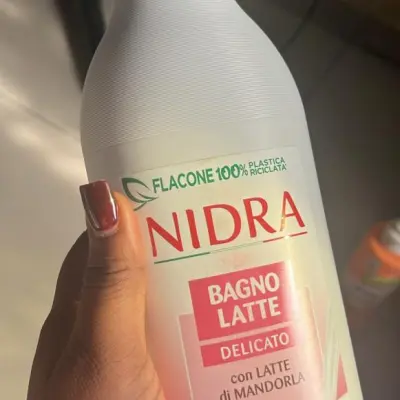 FLACONE 100% PLASTICA RICICLATA*
NIDRA
BAGNO
LATTE
DELICATO
con LATTE
di MANDORLA